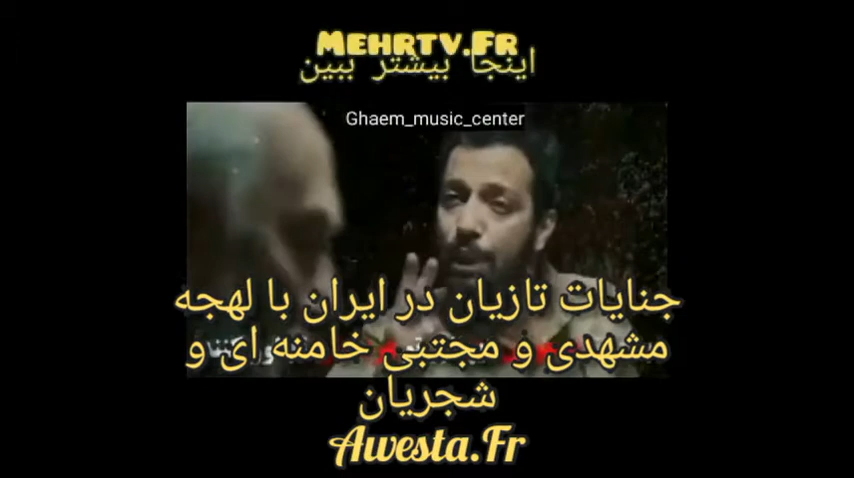 MEHRTV.FR
اینجا بیشتر ببین
Ghaem_music_center
جنایات تازیان در ایران با لهجه
مشهدی و مجتبی خامنه ای و
شجریان
Awesta.Fr